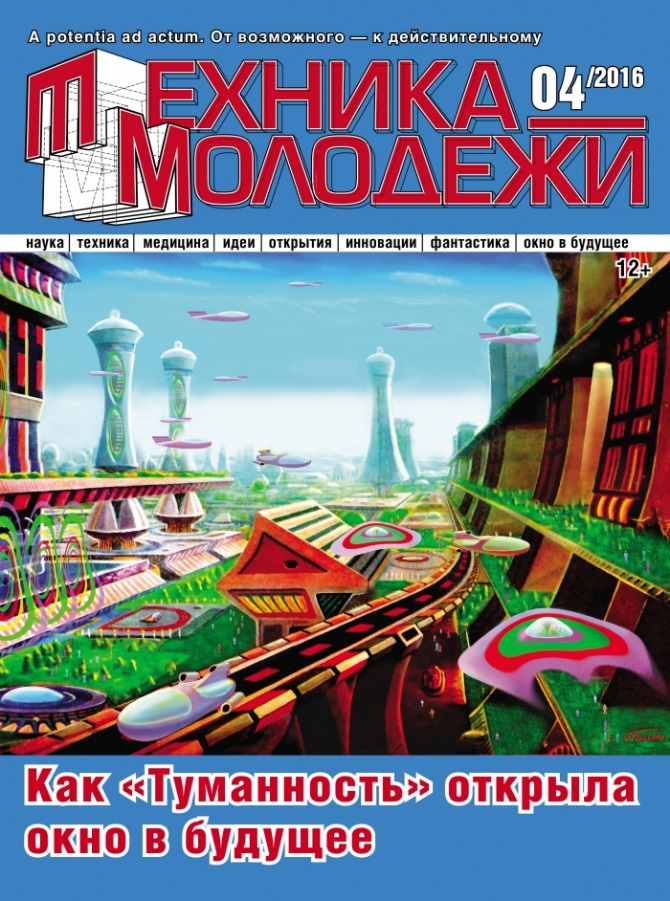 A potentia ad actum. От возможного — к действительному
ТЕХНИКА
МОЛОДЕЖИ
04/2016
наука | техника | медицина | идеи | открытия | инновации | фантастика | окно в будущее
12+
Как «Туманность» открыла
окно в будущее